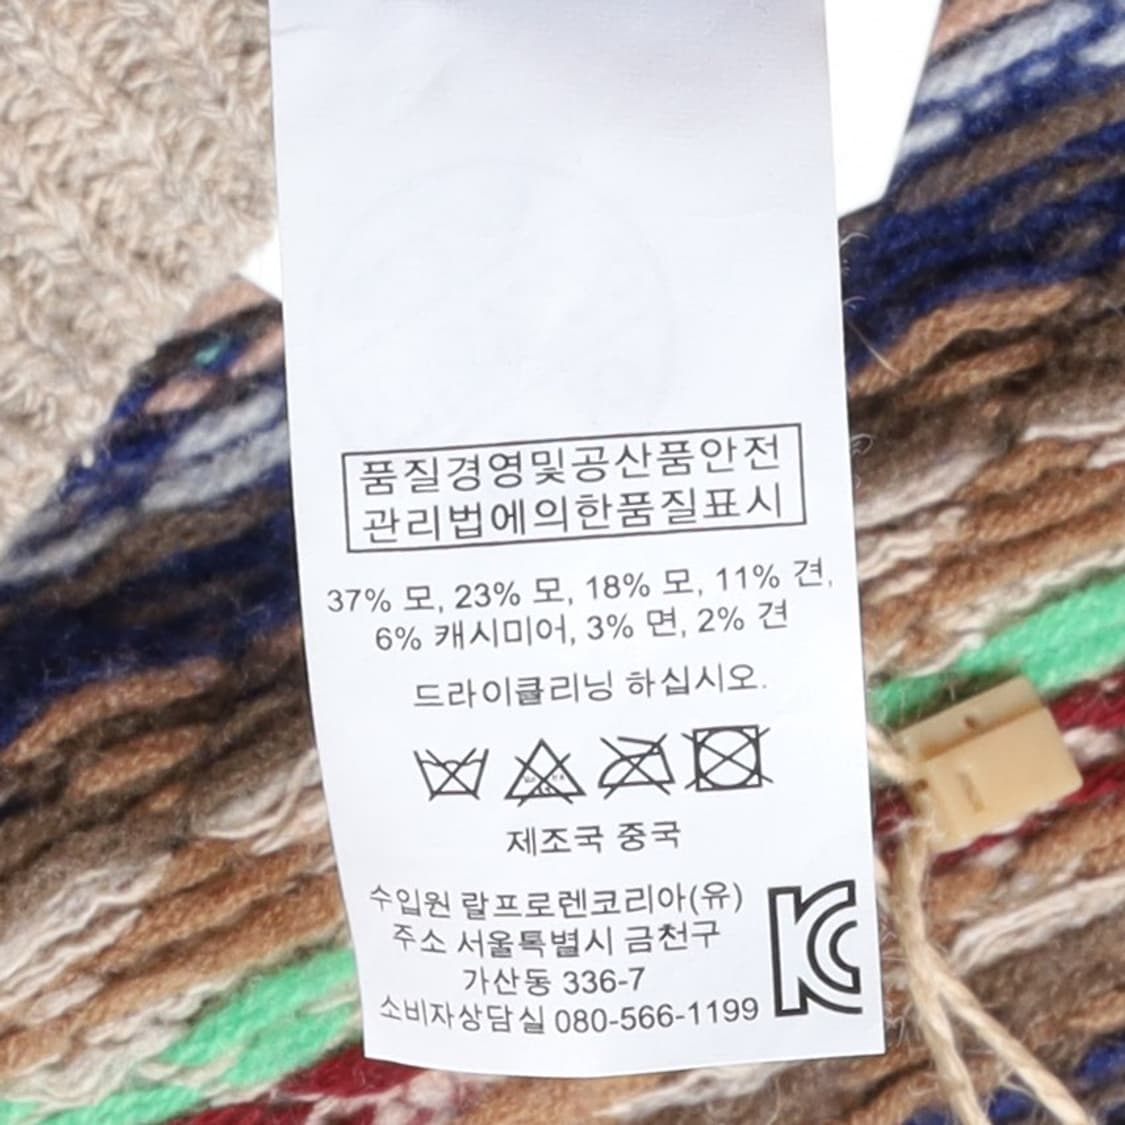 품질경영및공산품안전
관리법에의한품질표시
37% 모, 23% 모, 18% 모, 11% 견,
6% 캐시미어, 3% 면, 2% 견
드라이클리닝 하십시오.
제조국 중국
수입원 랄프로렌코리아(유)
주소 서울특별시 금천구
가산동 336-7
소비자상담실 080-566-1199
KC